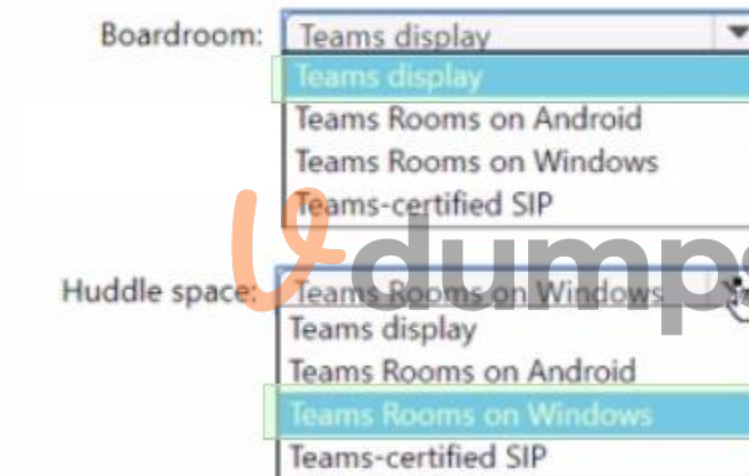 Boardroom: Teams display
Teams display
Teams Rooms on Android
Teams Rooms on Windows
Teams-certified SIP
Vdumps
Huddle space: Teams Rooms on Windows
Teams display
Teams Rooms on Android
Teams Rooms on Windows
Teams-certified SIP